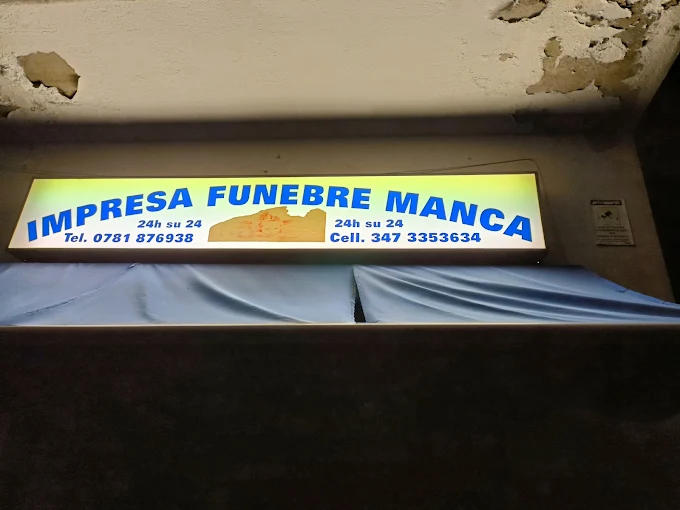 IMPRESA FUNEBRE MANCA
24h su 24
Tel. 0781 876938
24h su 24
Cell. 347 3353634